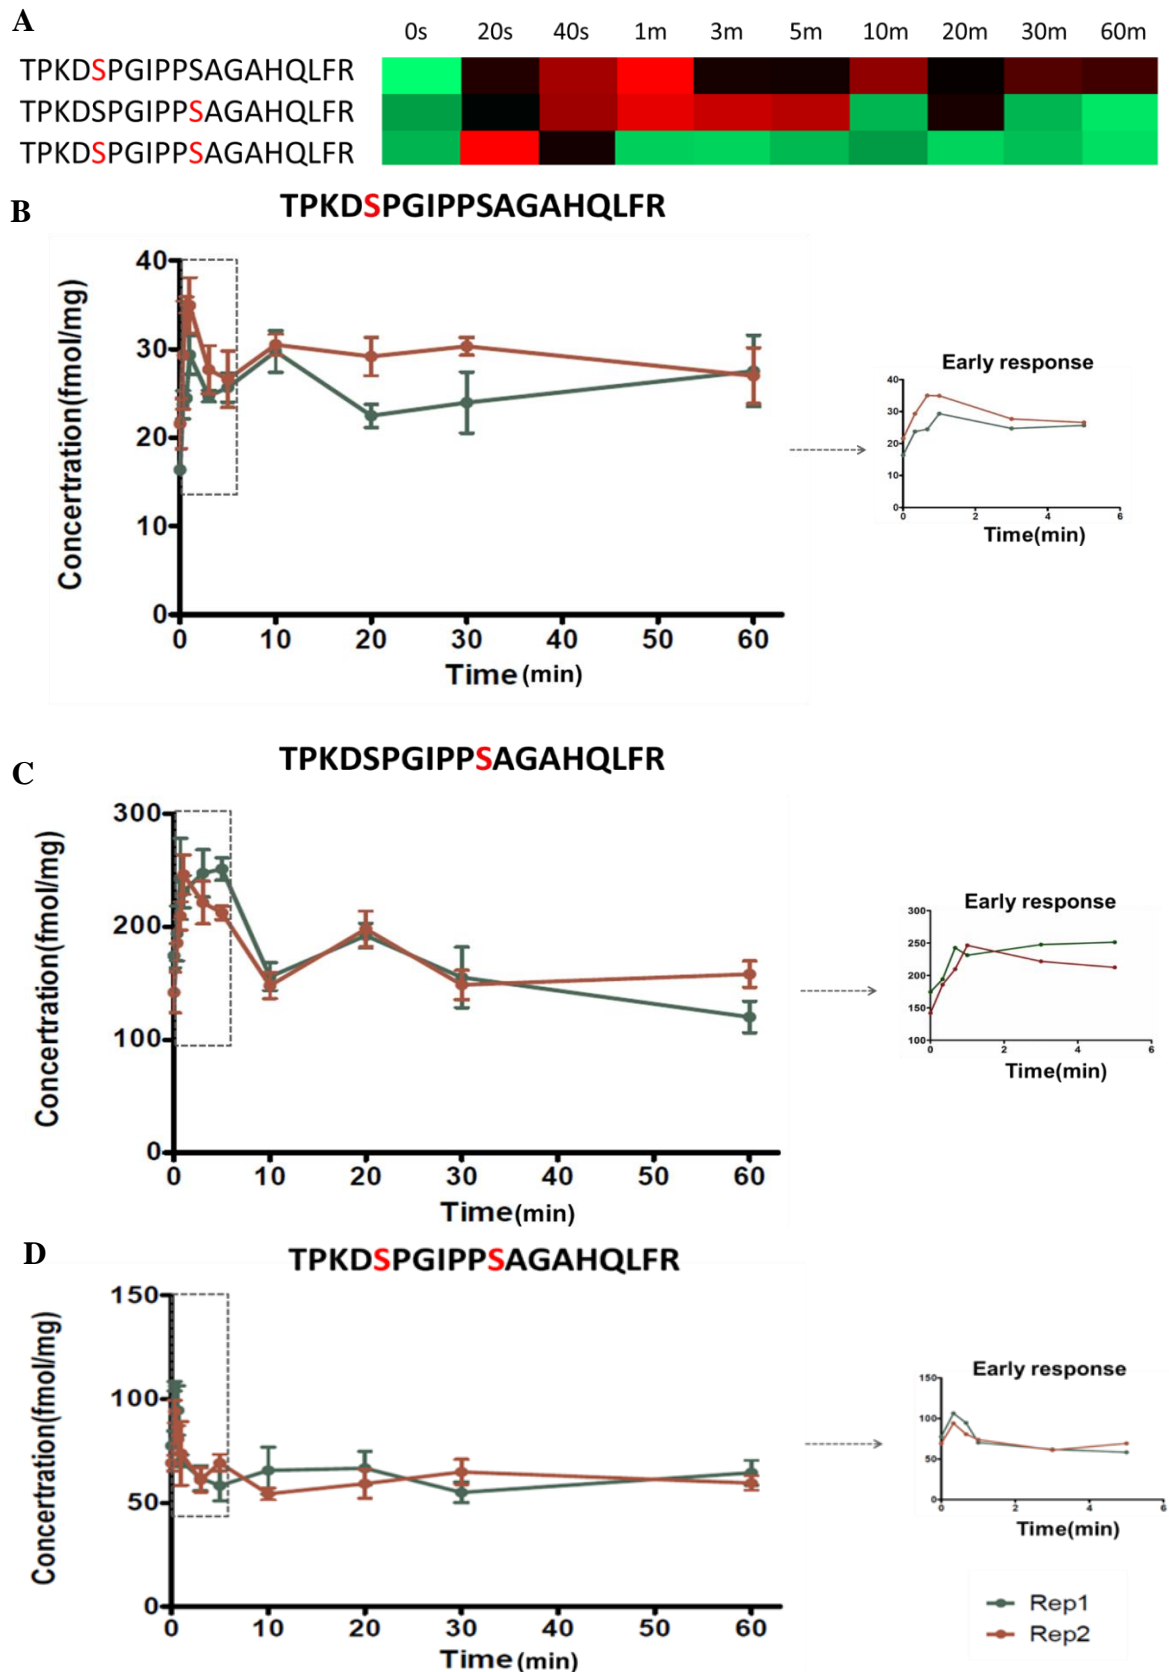 A
0s 20s 40s 1m 3m 5m 10m 20m 30m 60m
TPKDSPGIPPSAGAHQLFR
TPKDSPGIPPSAGAHQLFR
TPKDSPGIPPSAGAHQLFR
B
TPKDSPGIPPSAGAHQLFR
Concertration(fmol/mg)
40
30
20
10
0
0 10 20 30 40 50 60
Time (min)
Early response
40
30
20
10
0
0 2 4 6
Time(min)
C
TPKDSPGIPPSAGAHQLFR
Concertration(fmol/mg)
300
200
100
0
0 10 20 30 40 50 60
Time(min)
Early response
300
250
200
150
100
0 2 4 6
Time(min)
D
TPKDSPGIPPSAGAHQLFR
Concertration(fmol/mg)
150
100
50
0
0 10 20 30 40 50 60
Time (min)
Early response
150
100
50
0
0 2 4 6
Time(min)
Rep1
Rep2